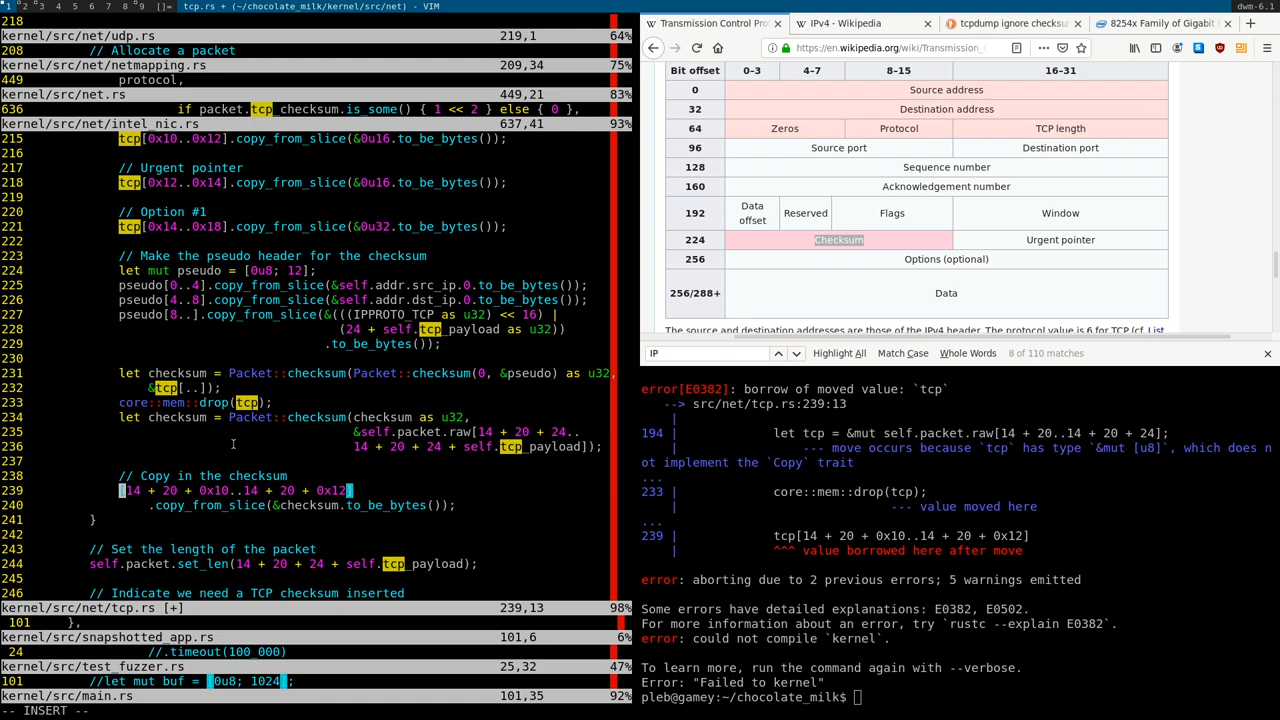 1 2 3 4 5 6 7 8 9 []= tcp.rs + (~/chocolate_milk/kernel/src/net) - VIM dwm-6.1
218
kernel/src/net/udp.rs 219,1 64%
208 // Allocate a packet
kernel/src/net/netmapping.rs 209,34 75%
449 protocol,
kernel/src/net.rs 449,21 83%
636 if packet.tcp_checksum.is_some() { 1 << 2 } else { 0 },
kernel/src/net/intel_nic.rs 637,41 93%
215 tcp[0x10..0x12].copy_from_slice(&0u16.to_be_bytes());
216
217 // Urgent pointer
218 tcp[0x12..0x14].copy_from_slice(&0u16.to_be_bytes());
219
220 // Option #1
221 tcp[0x14..0x18].copy_from_slice(&0u32.to_be_bytes());
222
223 // Make the pseudo header for the checksum
224 let mut pseudo = [0u8; 12];
225 pseudo[0..4].copy_from_slice(&self.addr.src_ip.0.to_be_bytes());
226 pseudo[4..8].copy_from_slice(&self.addr.dst_ip.0.to_be_bytes());
227 pseudo[8..].copy_from_slice(&(((IPPROTO_TCP as u32) << 16) |
228 (24 + self.tcp_payload as u32))
229 .to_be_bytes());
230
231 let checksum = Packet::checksum(Packet::checksum(0, &pseudo) as u32,
232 &tcp[..]);
233 core::mem::drop(tcp);
234 let checksum = Packet::checksum(checksum as u32,
235 &self.packet.raw[14 + 20 + 24..
236 14 + 20 + 24 + self.tcp_payload]);
237
238 // Copy in the checksum
239 [14 + 20 + 0x10..14 + 20 + 0x12]
240 .copy_from_slice(&checksum.to_be_bytes());
241 }
242
243 // Set the length of the packet
244 self.packet.set_len(14 + 20 + 24 + self.tcp_payload);
245
246 // Indicate we need a TCP checksum inserted
kernel/src/net/tcp.rs [+] 239,13 98%
101 },
kernel/src/snapshotted_app.rs 101,6 6%
24 //.timeout(100_000)
kernel/src/test_fuzzer.rs 25,32 47%
101 //let mut buf = [0u8; 1024];
kernel/src/main.rs 101,35 92%
-- INSERT --
Transmission Control Pro
IPv4 - Wikipedia
tcpdump ignore checksu
8254x Family of Gigabit
https://en.wikipedia.org/wiki/Transmission_
Bit offset 0–3 4–7 8–15 16–31
0 Source address
32 Destination address
64 Zeros Protocol TCP length
96 Source port Destination port
128 Sequence number
160 Acknowledgement number
192 Data offset Reserved Flags Window
224 Checksum Urgent pointer
256 Options (optional)
256/288+ Data
The source and destination addresses are those of the IPv4 header. The protocol value is 6 for TCP (cf. List
IP Highlight All Match Case Whole Words 8 of 110 matches
error[E0382]: borrow of moved value: `tcp`
--> src/net/tcp.rs:239:13
|
194 | let tcp = &mut self.packet.raw[14 + 20..14 + 20 + 24];
| --- move occurs because `tcp` has type `&mut [u8]`, which does n
ot implement the `Copy` trait
...
233 | core::mem::drop(tcp);
| --- value moved here
...
239 | tcp[14 + 20 + 0x10..14 + 20 + 0x12]
| ^^^ value borrowed here after move
error: aborting due to 2 previous errors; 5 warnings emitted
Some errors have detailed explanations: E0382, E0502.
For more information about an error, try `rustc --explain E0382`.
error: could not compile `kernel`.
To learn more, run the command again with --verbose.
Error: "Failed to kernel"
pleb@gamey:~/chocolate_milk$